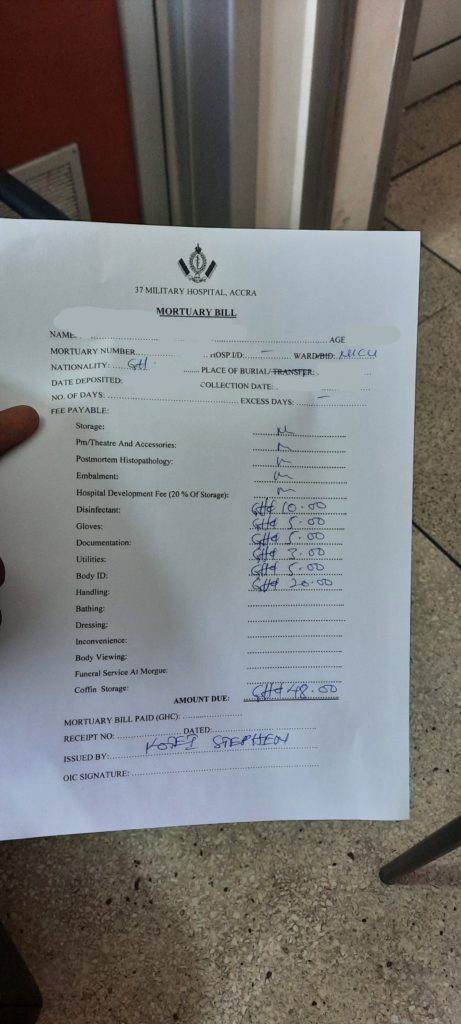 37 MILITARY HOSPITAL, ACCRA
MORTUARY BILL
NAME: AGE
MORTUARY NUMBER HOSP.I/D: – WARD/BID: NICU
NATIONALITY: GH PLACE OF BURIAL/TRANSFER:
DATE DEPOSITED: COLLECTION DATE:
NO. OF DAYS: EXCESS DAYS: –
FEE PAYABLE:
Storage:
Pm/Theatre And Accessories:
Postmortem Histopathology:
Embalment:
Hospital Development Fee (20 % Of Storage):
Disinfectant: GH¢ 10.00
Gloves: GH¢ 5.00
Documentation: GH¢ 5.00
Utilities: GH¢ 3.00
Body ID: GH¢ 5.00
Handling: GH¢ 20.00
Bathing:
Dressing:
Inconvenience:
Body Viewing:
Funeral Service At Morgue:
Coffin Storage:
AMOUNT DUE: GH¢ 48.00
MORTUARY BILL PAID (GHC):
RECEIPT NO: DATED:
ISSUED BY: STEPHEN
OIC SIGNATURE: